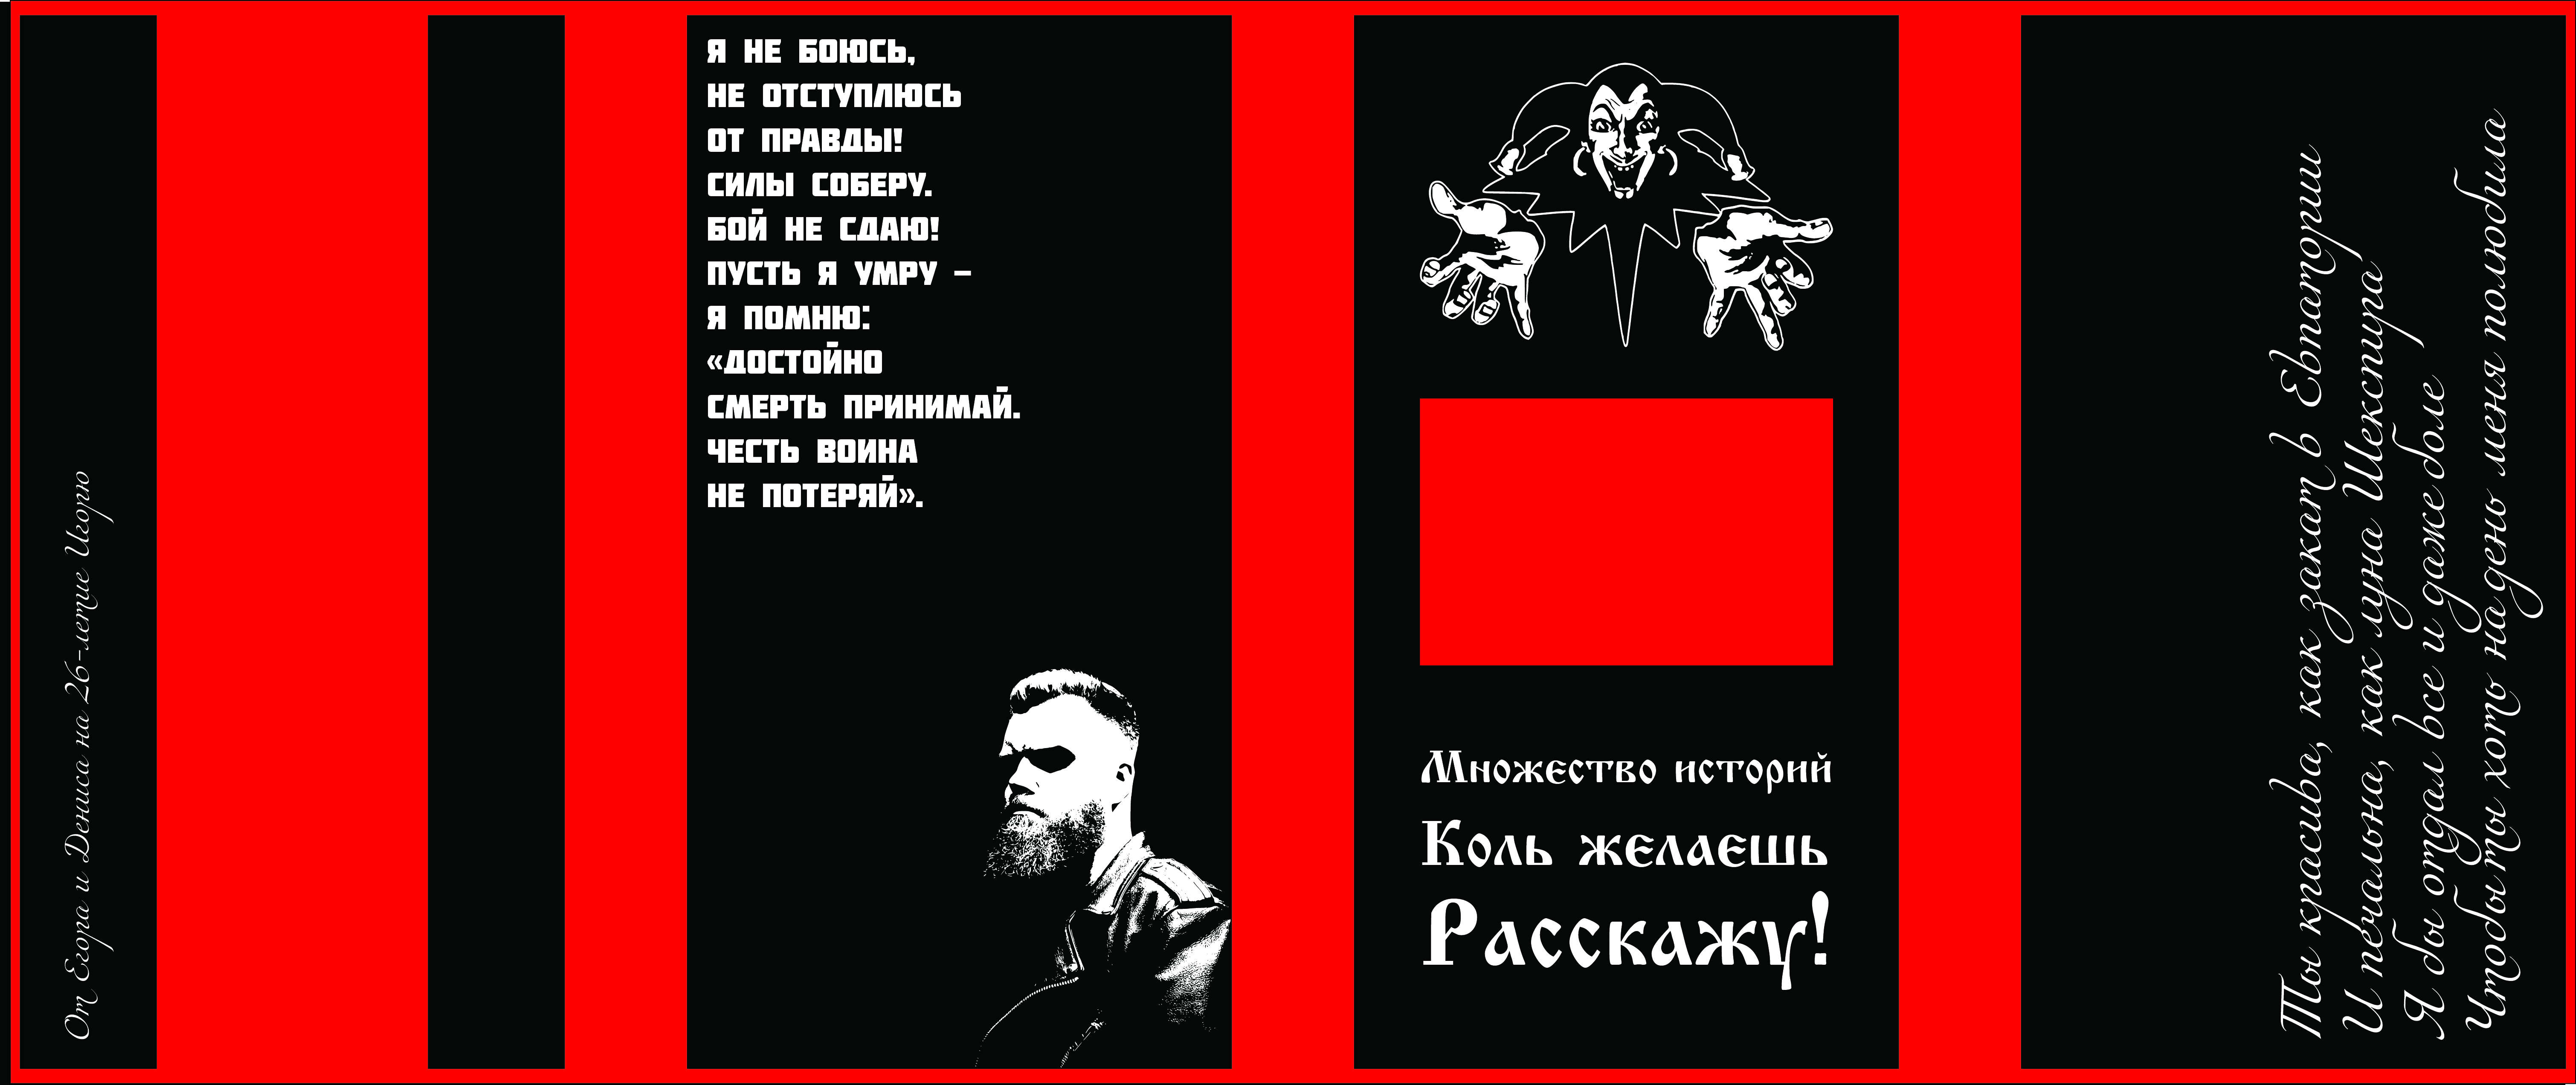 От Егора и Дениса на 26-летие Игорю
Я НЕ БОЮСЬ,
НЕ ОТСТУПЛЮСЬ
ОТ ПРАВДЫ!
СИЛЫ СОБЕРУ.
БОЙ НЕ СДАЮ!
ПУСТЬ Я УМРУ –
Я ПОМНЮ:
«ДОСТОЙНО
СМЕРТЬ ПРИНИМАЙ.
ЧЕСТЬ ВОИНА
НЕ ПОТЕРЯЙ».
Множество историй
Коль желаешь
Расскажу!
Ты красива, как закат в Евпатории
И печальна, как луна Шекспира
Я бы отдал все и даже боле
Чтобы ты хоть на день меня полюбила